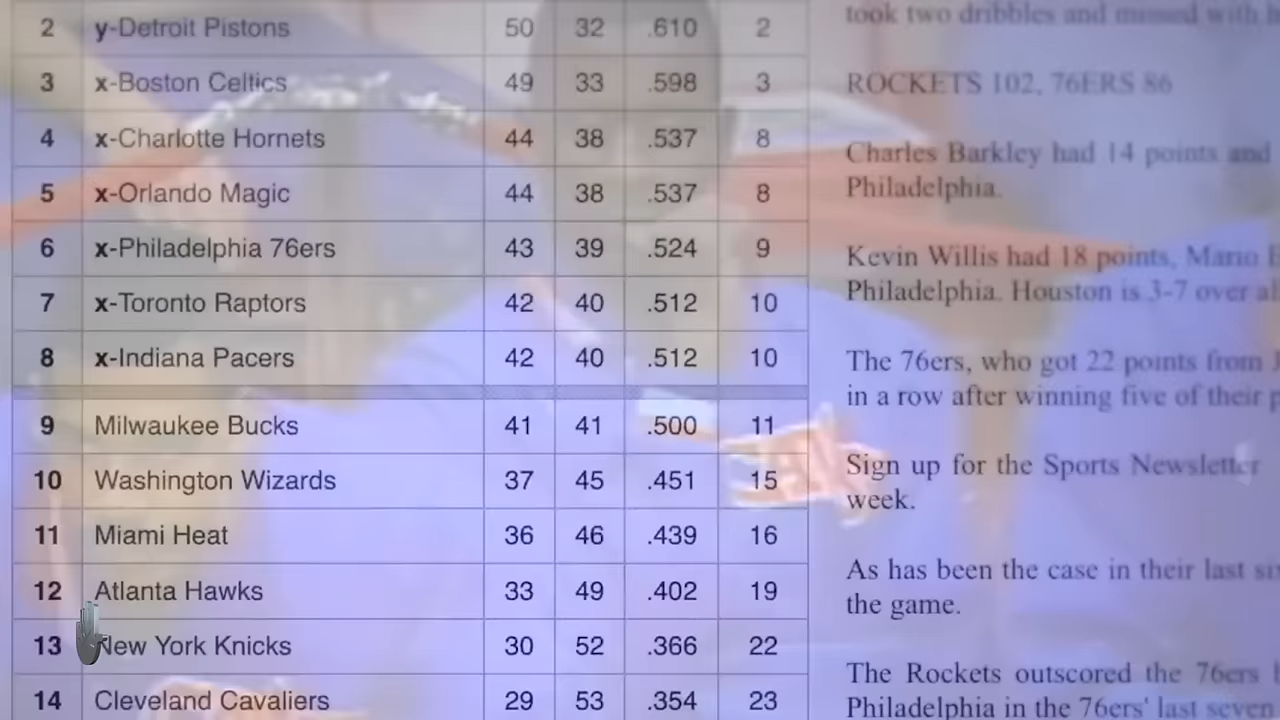 2 y-Detroit Pistons 50 32 .610 2
3 x-Boston Celtics 49 33 .598 3
4 x-Charlotte Hornets 44 38 .537 8
5 x-Orlando Magic 44 38 .537 8
6 x-Philadelphia 76ers 43 39 .524 9
7 x-Toronto Raptors 42 40 .512 10
8 x-Indiana Pacers 42 40 .512 10
9 Milwaukee Bucks 41 41 .500 11
10 Washington Wizards 37 45 .451 15
11 Miami Heat 36 46 .439 16
12 Atlanta Hawks 33 49 .402 19
13 New York Knicks 30 52 .366 22
14 Cleveland Cavaliers 29 53 .354 23
took two dribbles and missed with
ROCKETS 102, 76ERS 86
Charles Barkley had 14 points and
Philadelphia.
Kevin Willis had 18 points, Mario
Philadelphia. Houston is 3-7 over
The 76ers, who got 22 points from
in a row after winning five of their
Sign up for the Sports Newsletter
week.
As has been the case in their last
the game.
The Rockets outscored the 76ers
Philadelphia in the 76ers' last seven